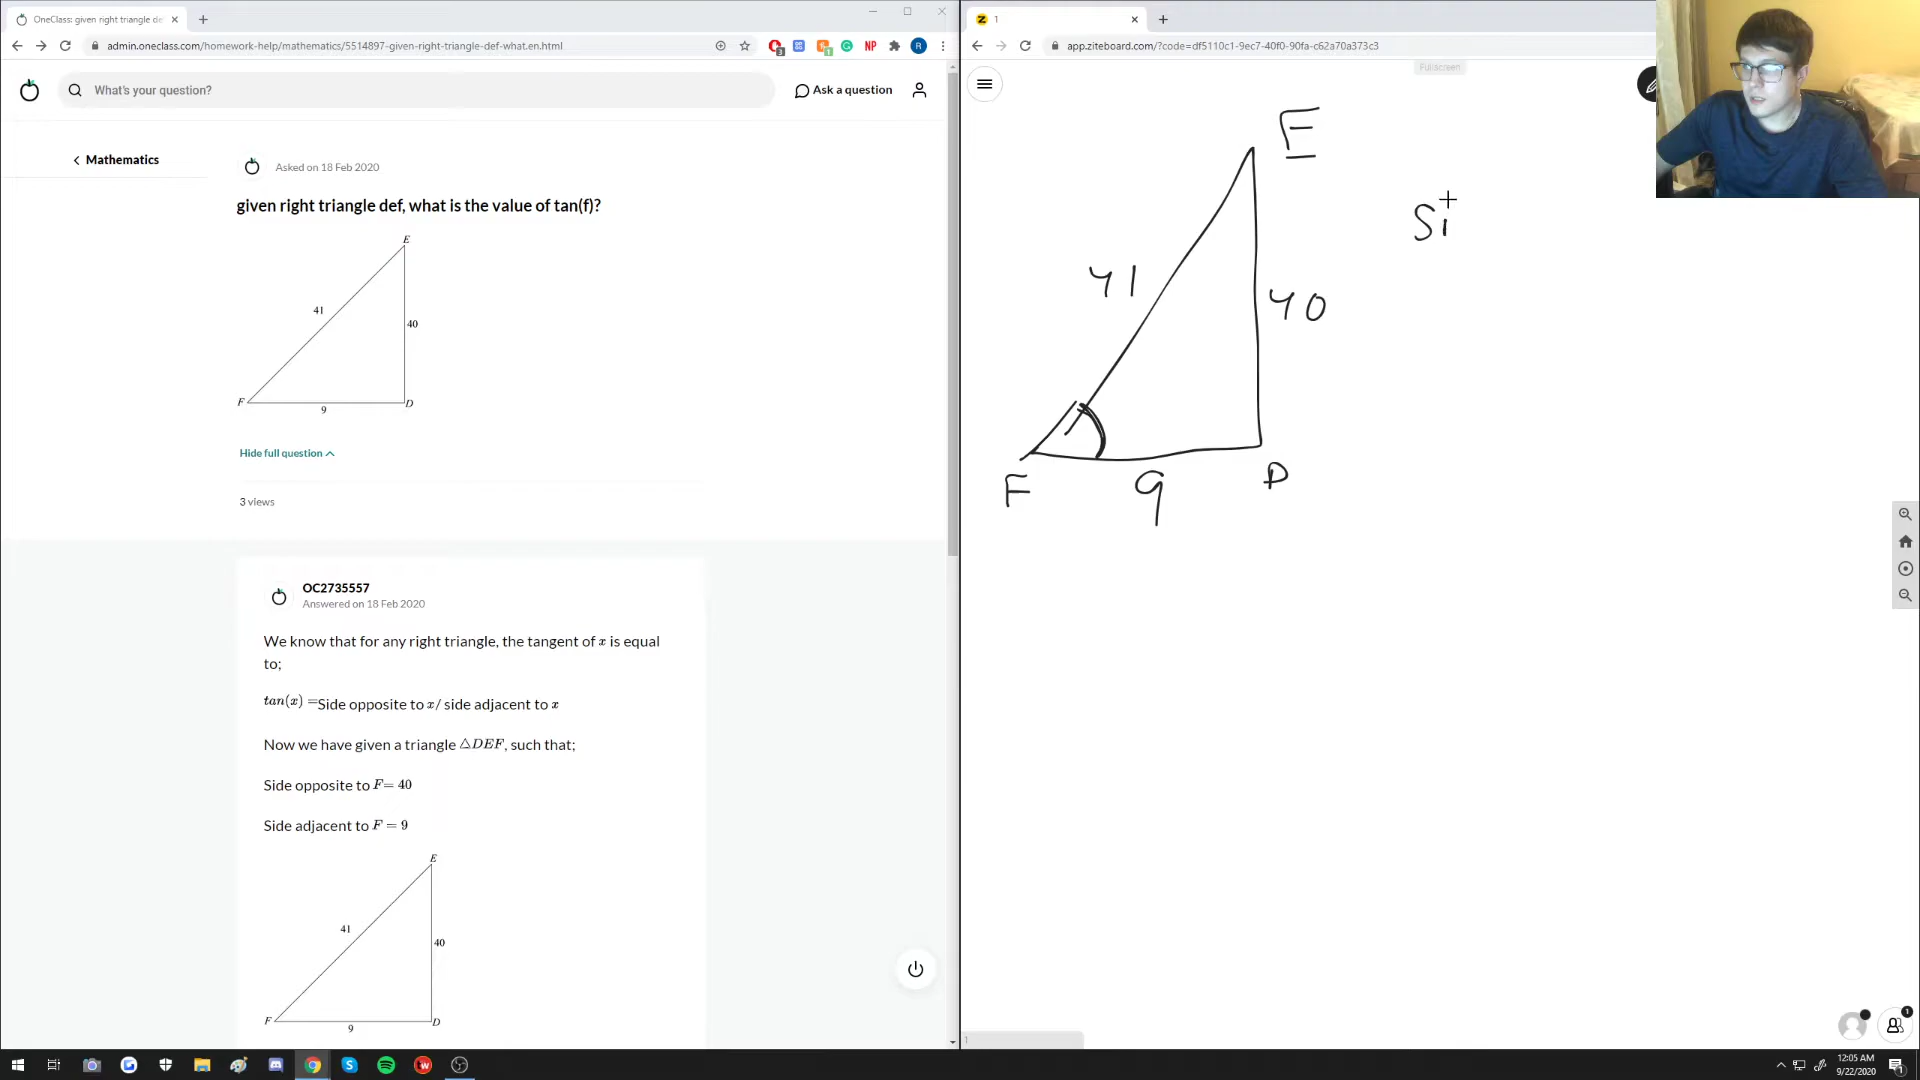 OneClass: given right triangle de
1
admin.oneclass.com/homework-help/mathematics/5514897-given-right-triangle-def-what.en.html
app.ziteboard.com/?code=df5110c1-9ec7-40f0-90fa-c62a70a373c3
Fullscreen
What's your question?
Ask a question
Mathematics
Asked on 18 Feb 2020
given right triangle def, what is the value of tan(f)?
E
41
40
F
9
D
Hide full question
3 views
OC2735557
Answered on 18 Feb 2020
We know that for any right triangle, the tangent of x is equal
to;
tan(x) =Side opposite to x/ side adjacent to x
Now we have given a triangle △DEF, such that;
Side opposite to F= 40
Side adjacent to F = 9
E
41
40
F
9
D
E
Si
41
40
F
9
D
1
1
12:05 AM
9/22/2020